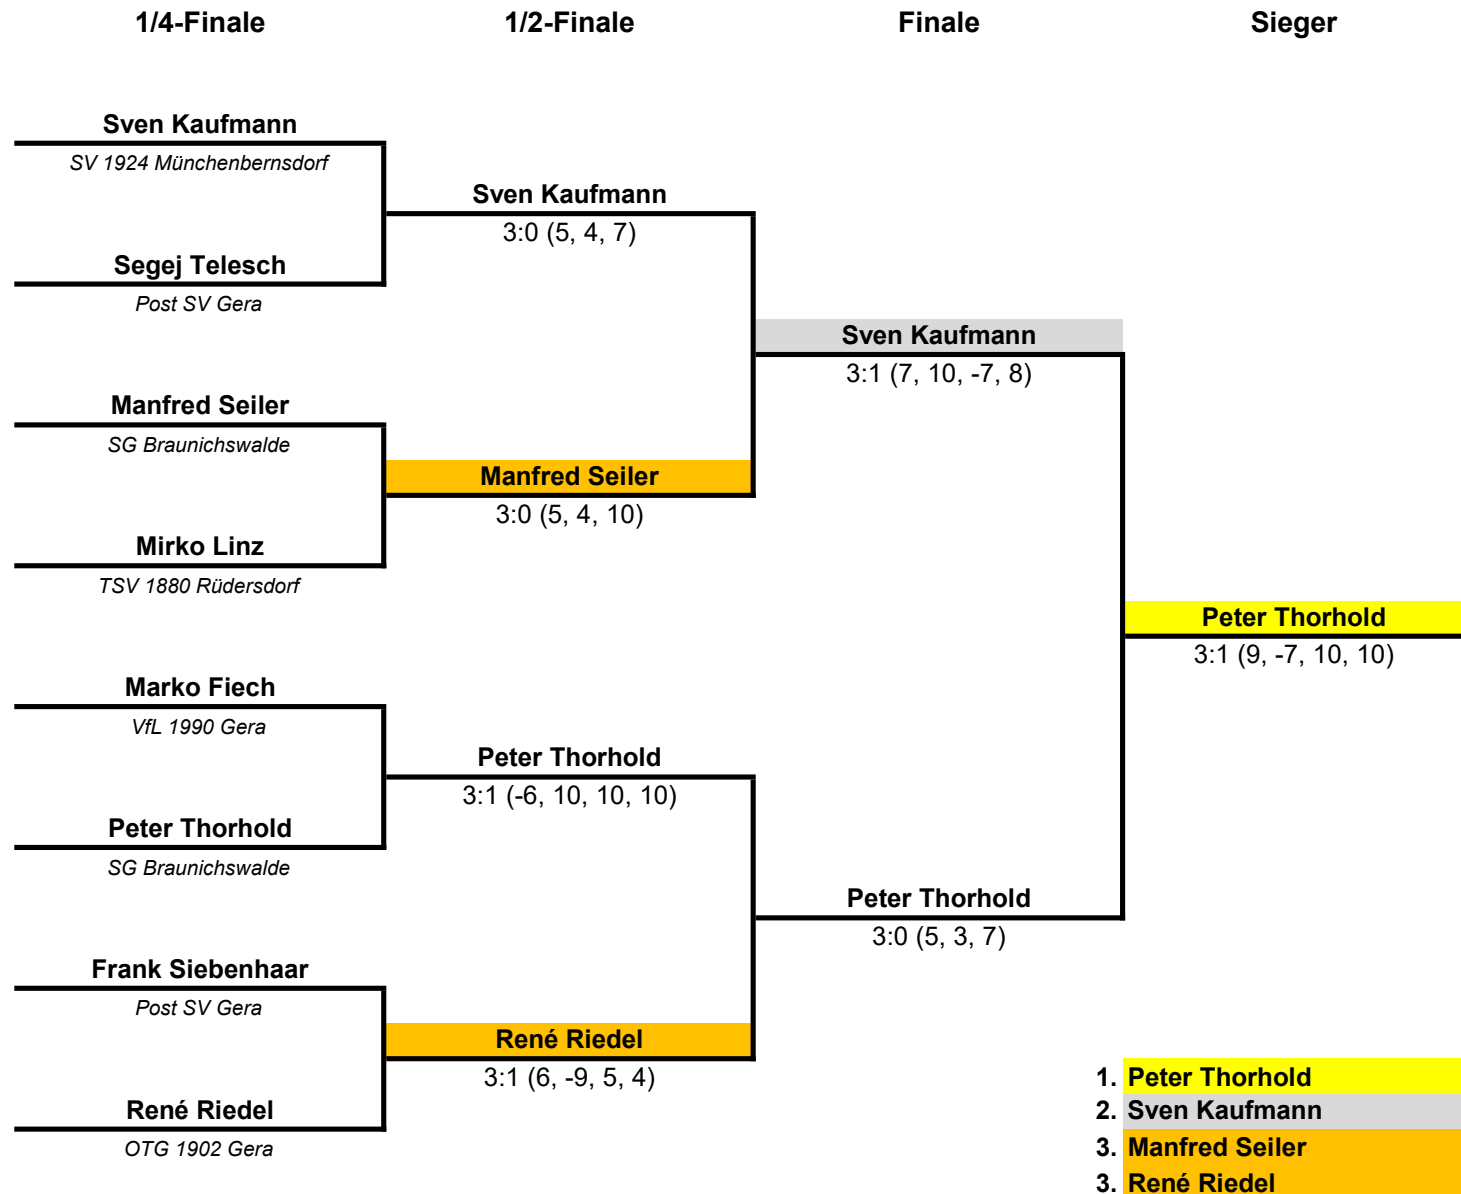 1/4-Finale 1/2-Finale Finale Sieger
Sven Kaufmann
SV 1924 Münchenbernsdorf
Sven Kaufmann
3:0 (5, 4, 7)
Segej Telesch
Post SV Gera
Sven Kaufmann
3:1 (7, 10, -7, 8)
Manfred Seiler
SG Braunichswalde
Manfred Seiler
3:0 (5, 4, 10)
Mirko Linz
TSV 1880 Rüdersdorf
Peter Thorhold
3:1 (9, -7, 10, 10)
Marko Fiech
VfL 1990 Gera
Peter Thorhold
3:1 (-6, 10, 10, 10)
Peter Thorhold
SG Braunichswalde
Peter Thorhold
3:0 (5, 3, 7)
Frank Siebenhaar
Post SV Gera
René Riedel
3:1 (6, -9, 5, 4)
René Riedel
OTG 1902 Gera
1. Peter Thorhold
2. Sven Kaufmann
3. Manfred Seiler
3. René Riedel